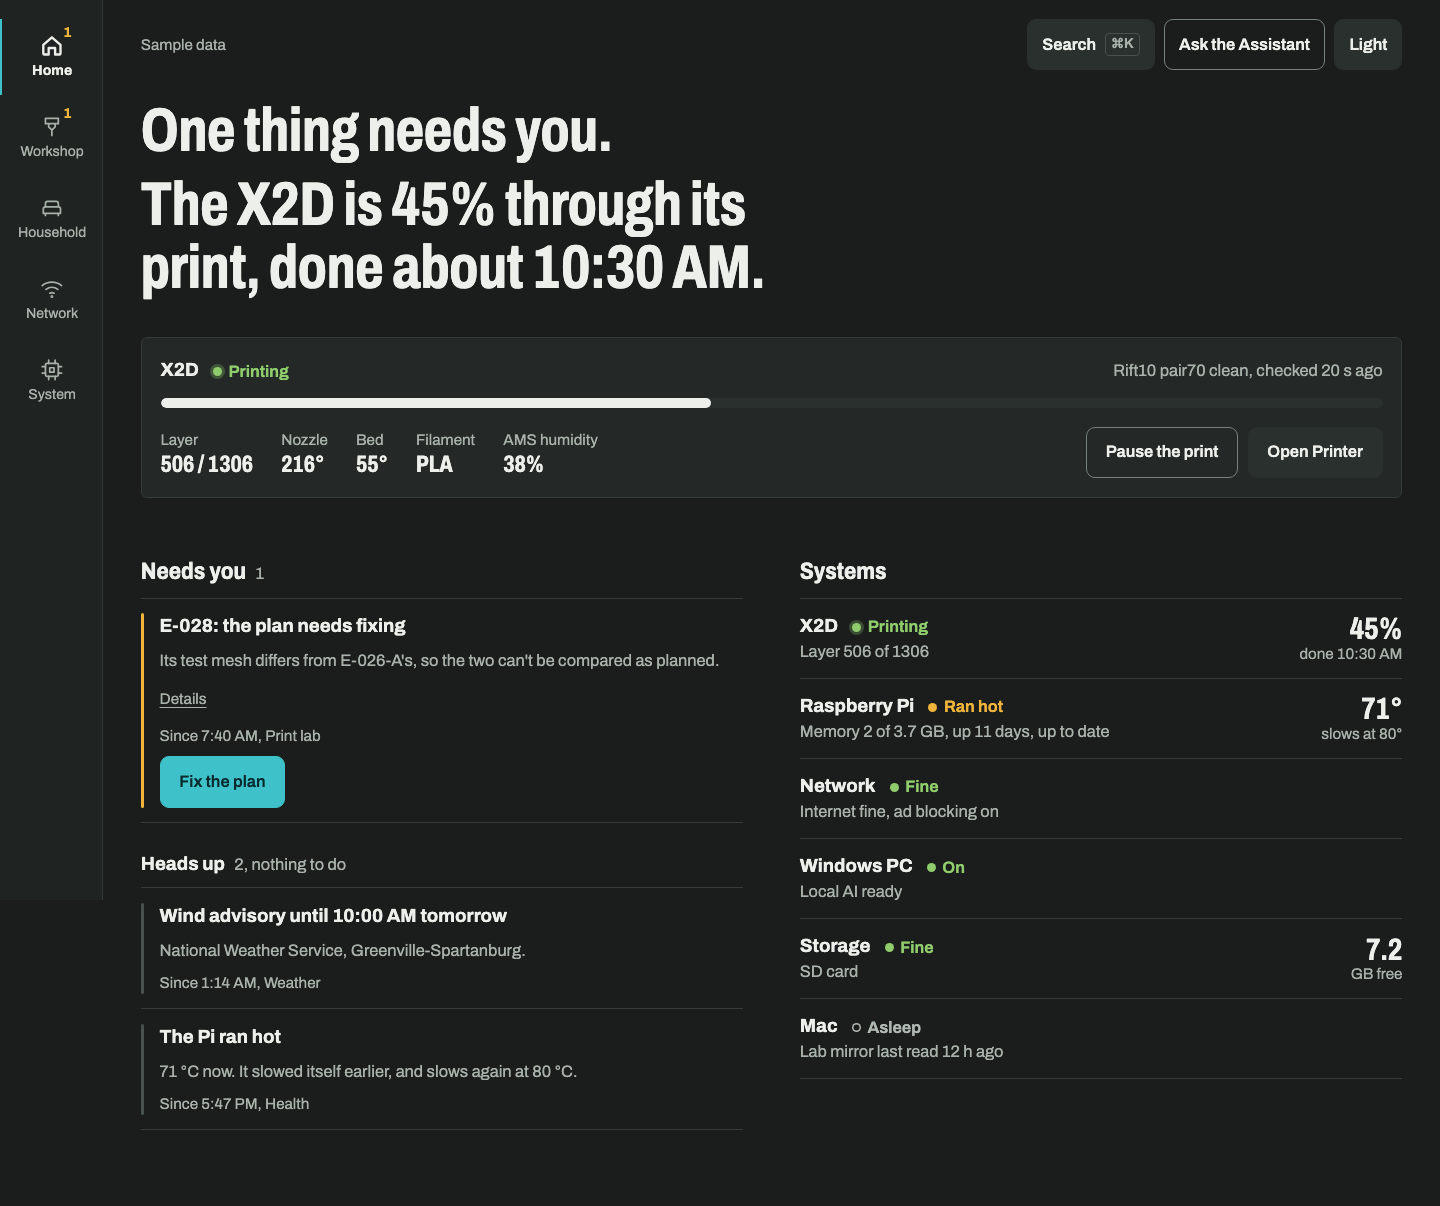 1
Home
1
Workshop
Household
Network
System
Sample data
Search ⌘K
Ask the Assistant
Light
One thing needs you.
The X2D is 45% through its
print, done about 10:30 AM.
X2D Printing
Rift10 pair70 clean, checked 20 s ago
Layer
506 / 1306
Nozzle
216°
Bed
55°
Filament
PLA
AMS humidity
38%
Pause the print
Open Printer
Needs you 1
E-028: the plan needs fixing
Its test mesh differs from E-026-A's, so the two can't be compared as planned.
Details
Since 7:40 AM, Print lab
Fix the plan
Heads up 2, nothing to do
Wind advisory until 10:00 AM tomorrow
National Weather Service, Greenville-Spartanburg.
Since 1:14 AM, Weather
The Pi ran hot
71 °C now. It slowed itself earlier, and slows again at 80 °C.
Since 5:47 PM, Health
Systems
X2D Printing
Layer 506 of 1306
45%
done 10:30 AM
Raspberry Pi Ran hot
Memory 2 of 3.7 GB, up 11 days, up to date
71°
slows at 80°
Network Fine
Internet fine, ad blocking on
Windows PC On
Local AI ready
Storage Fine
SD card
7.2
GB free
Mac Asleep
Lab mirror last read 12 h ago